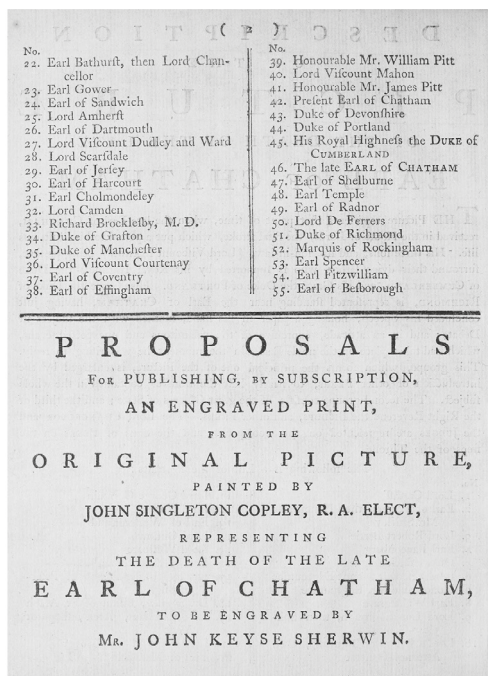 ( 2 )
No.
22. Earl Bathurſt, then Lord Chan-
cellor
23. Earl Gower
24. Earl of Sandwich
25. Lord Amherſt
26. Earl of Dartmouth
27. Lord Viſcount Dudley and Ward
28. Lord Scarſdale
29. Earl of Jerſey
30. Earl of Harcourt
31. Earl Cholmondeley
32. Lord Camden
33. Richard Brockleſby, M. D.
34. Duke of Grafton
35. Duke of Mancheſter
36. Lord Viſcount Courtenay
37. Earl of Coventry
38. Earl of Effingham
No.
39. Honourable Mr. William Pitt
40. Lord Viſcount Mahon
41. Honourable Mr. James Pitt
42. Preſent Earl of Chatham
43. Duke of Devonſhire
44. Duke of Portland
45. His Royal Highneſs the DUKE of
CUMBERLAND
46. The late EARL of CHATHAM
47. Earl of Shelburne
48. Earl Temple
49. Earl of Radnor
50. Lord De Ferrers
51. Duke of Richmond
52. Marquis of Rockingham
53. Earl Spencer
54. Earl Fitzwilliam
55. Earl of Beſborough
PROPOSALS
FOR PUBLISHING, BY SUBSCRIPTION,
AN ENGRAVED PRINT,
FROM THE
ORIGINAL PICTURE,
PAINTED BY
JOHN SINGLETON COPLEY, R. A. ELECT,
REPRESENTING
THE DEATH OF THE LATE
EARL OF CHATHAM,
TO BE ENGRAVED BY
MR. JOHN KEYSE SHERWIN.